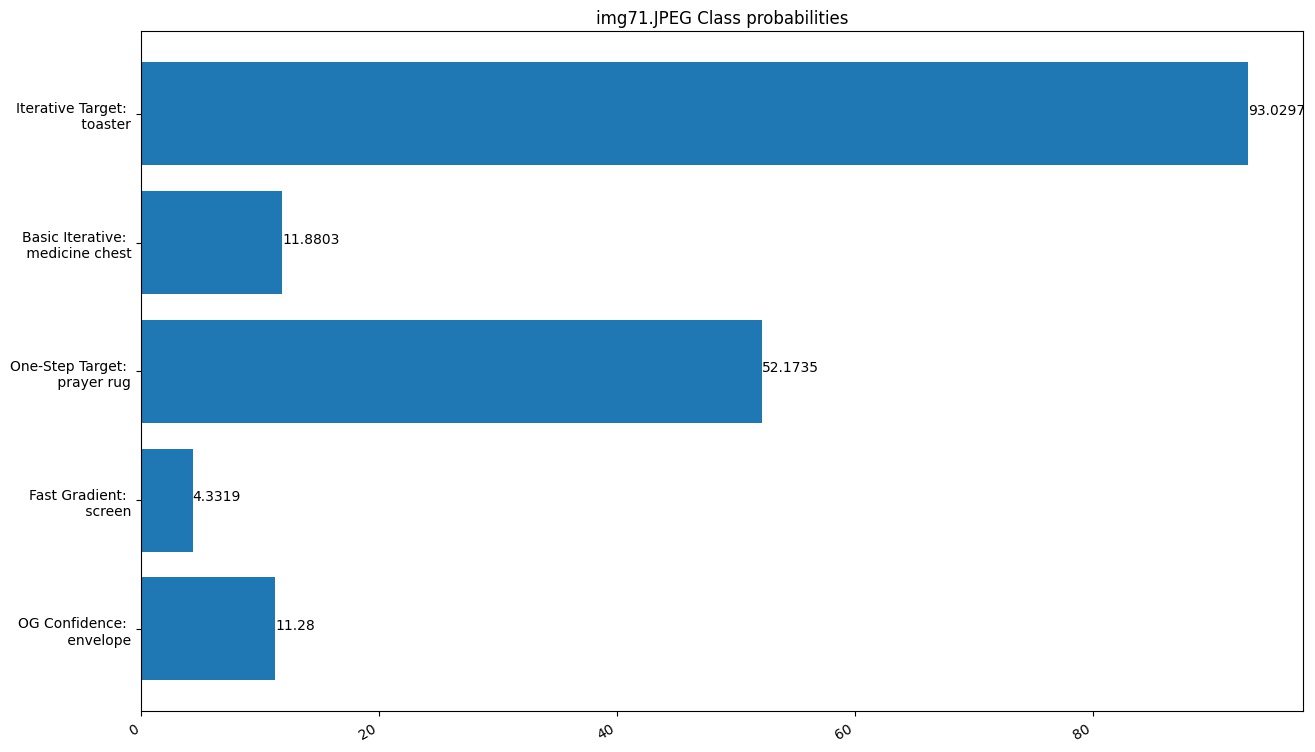 img71.JPEG Class probabilities
Iterative Target:
toaster
93.0297
Basic Iterative:
medicine chest
11.8803
One-Step Target:
prayer rug
52.1735
Fast Gradient:
screen
4.3319
OG Confidence:
envelope
11.28
0 20 40 60 80